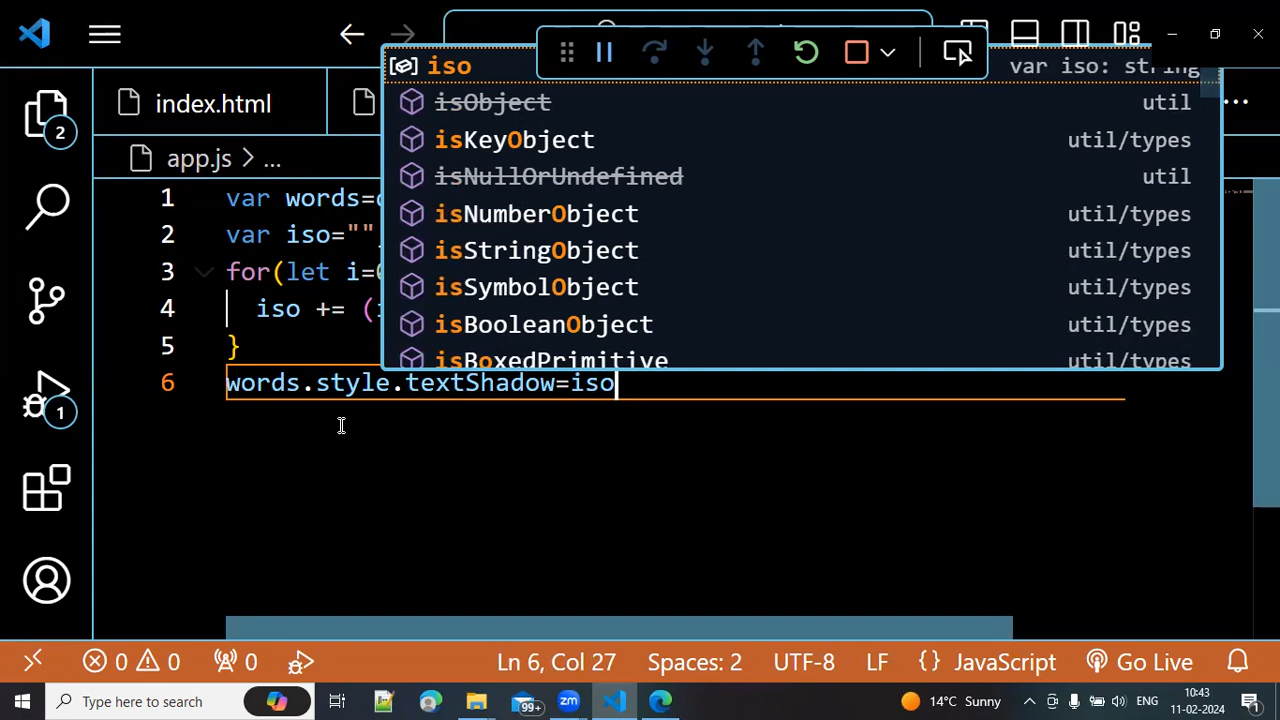 iso var iso: string
isObject util
isKeyObject util/types
isNullOrUndefined util
isNumberObject util/types
isStringObject util/types
isSymbolObject util/types
isBooleanObject util/types
isBoxedPrimitive util/types
index.html
...
app.js > ...
2
1
1 var words=
2 var iso=""
3 for(let i=
4 iso += (
5 }
6 words.style.textShadow=iso
0 0 0 Ln 6, Col 27 Spaces: 2 UTF-8 LF {} JavaScript Go Live
Type here to search 99+ zm 14°C Sunny ENG 10:43
11-02-2024 1